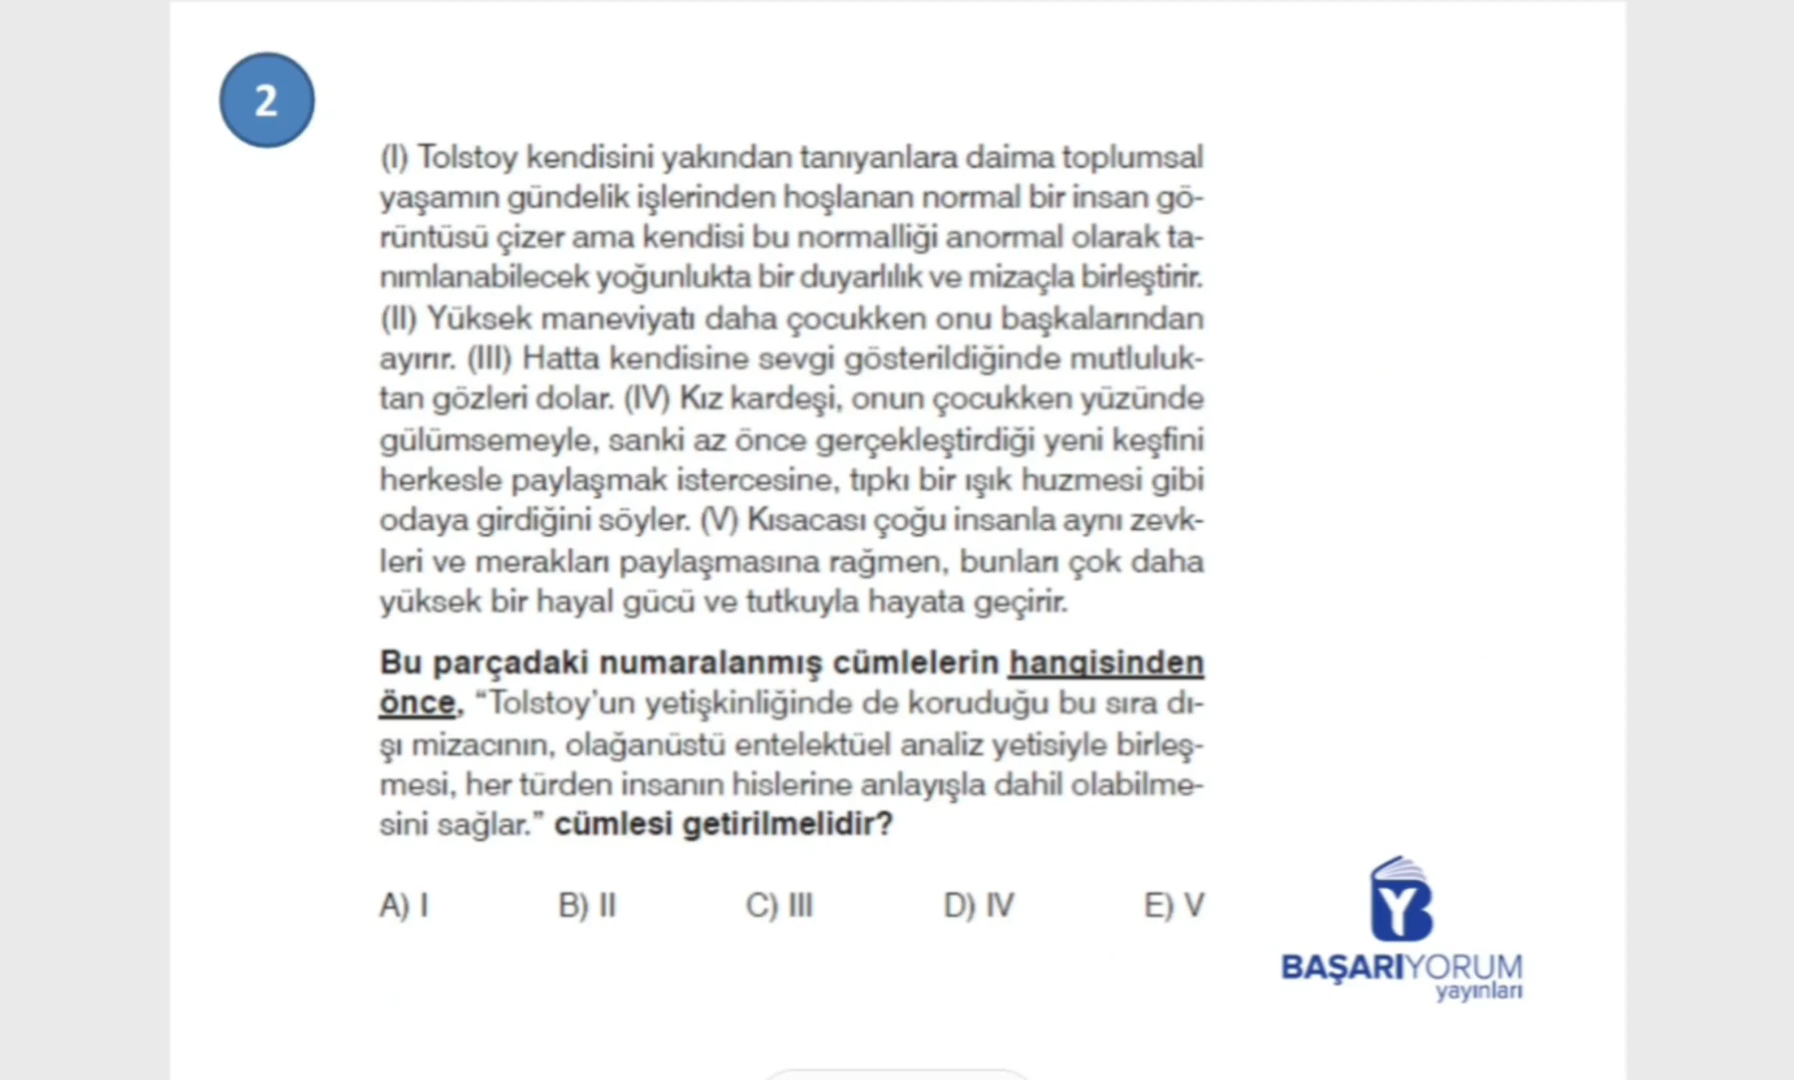 2
(I) Tolstoy kendisini yakından tanıyanlara daima toplumsal
yaşamın gündelik işlerinden hoşlanan normal bir insan gö-
rüntüsü çizer ama kendisi bu normalliği anormal olarak ta-
nımlanabilecek yoğunlukta bir duyarlılık ve mizaçla birleştirir.
(II) Yüksek maneviyatı daha çocukken onu başkalarından
ayırır. (III) Hatta kendisine sevgi gösterildiğinde mutluluk-
tan gözleri dolar. (IV) Kız kardeşi, onun çocukken yüzünde
gülümsemeyle, sanki az önce gerçekleştirdiği yeni keşfini
herkesle paylaşmak istercesine, tıpkı bir ışık huzmesi gibi
odaya girdiğini söyler. (V) Kısacası çoğu insanla aynı zevk-
leri ve merakları paylaşmasına rağmen, bunları çok daha
yüksek bir hayal gücü ve tutkuyla hayata geçirir.
Bu parçadaki numaralanmış cümlelerin hangisinden
önce, “Tolstoy’un yetişkinliğinde de koruduğu bu sıra dı-
şı mizacının, olağanüstü entelektüel analiz yetisiyle birleş-
mesi, her türden insanın hislerine anlayışla dahil olabilme-
sini sağlar.” cümlesi getirilmelidir?
A) I B) II C) III D) IV E) V
BAŞARIYORUM
yayınları